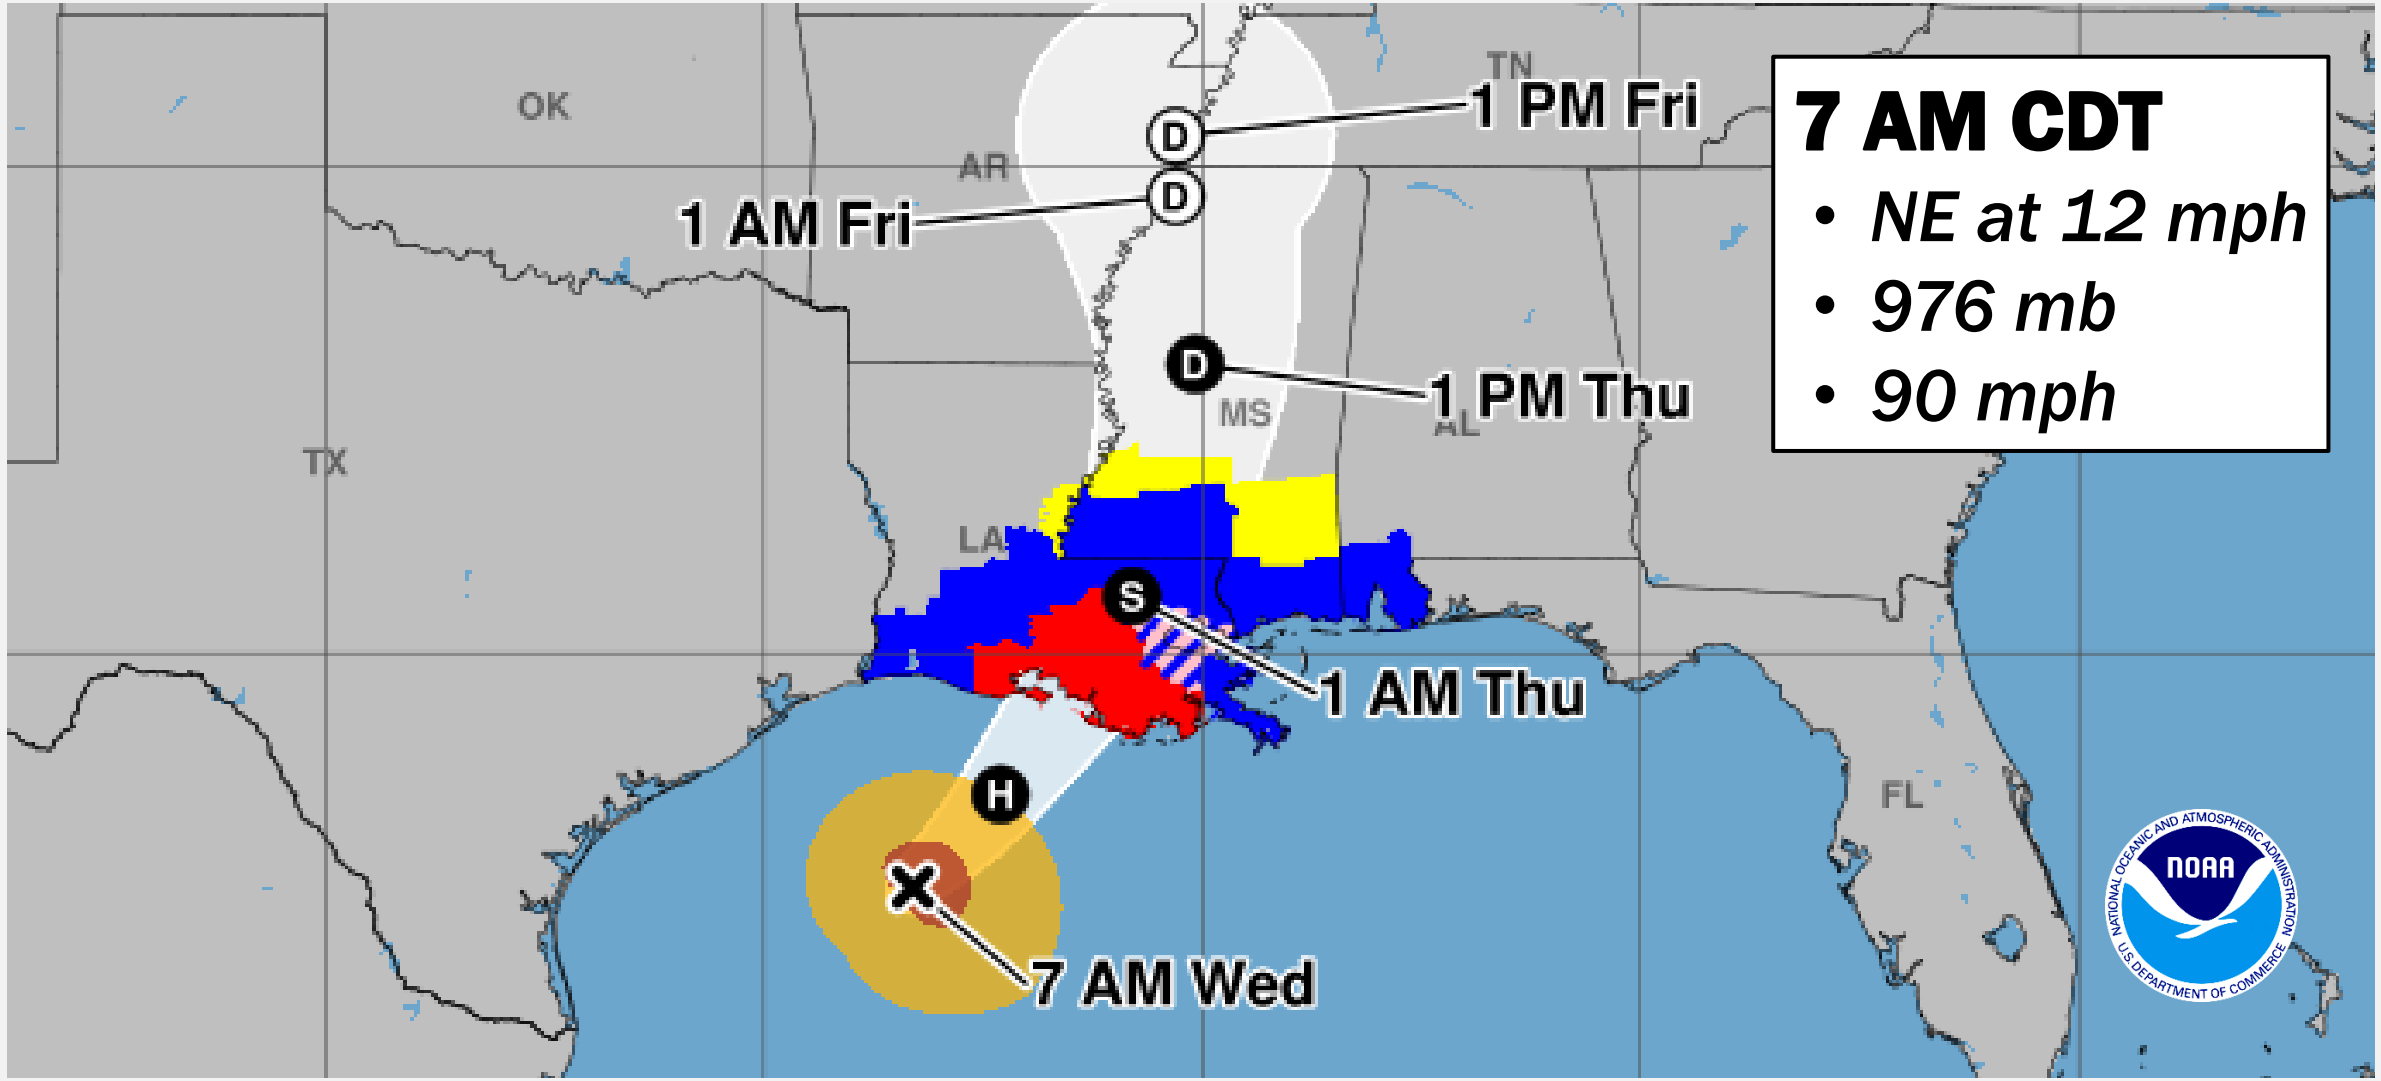 TN
1 PM Fri
OK
AR
1 AM Fri
7 AM CDT
• NE at 12 mph
• 976 mb
• 90 mph
D
D
D
1 PM Thu
MS
AL
TX
LA
S
1 AM Thu
H
FL
7 AM Wed
NATIONAL OCEANIC AND ATMOSPHERIC ADMINISTRATION
NOAA
U.S. DEPARTMENT OF COMMERCE